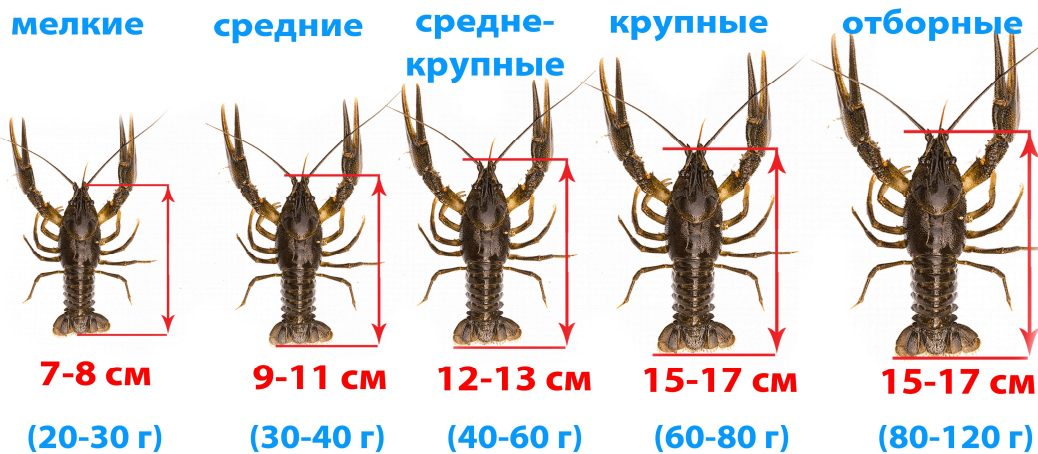 мелкие
средние
средне-
крупные
крупные
отборные
7-8 см
9-11 см
12-13 см
15-17 см
15-17 см
(20-30 г)
(30-40 г)
(40-60 г)
(60-80 г)
(80-120 г)